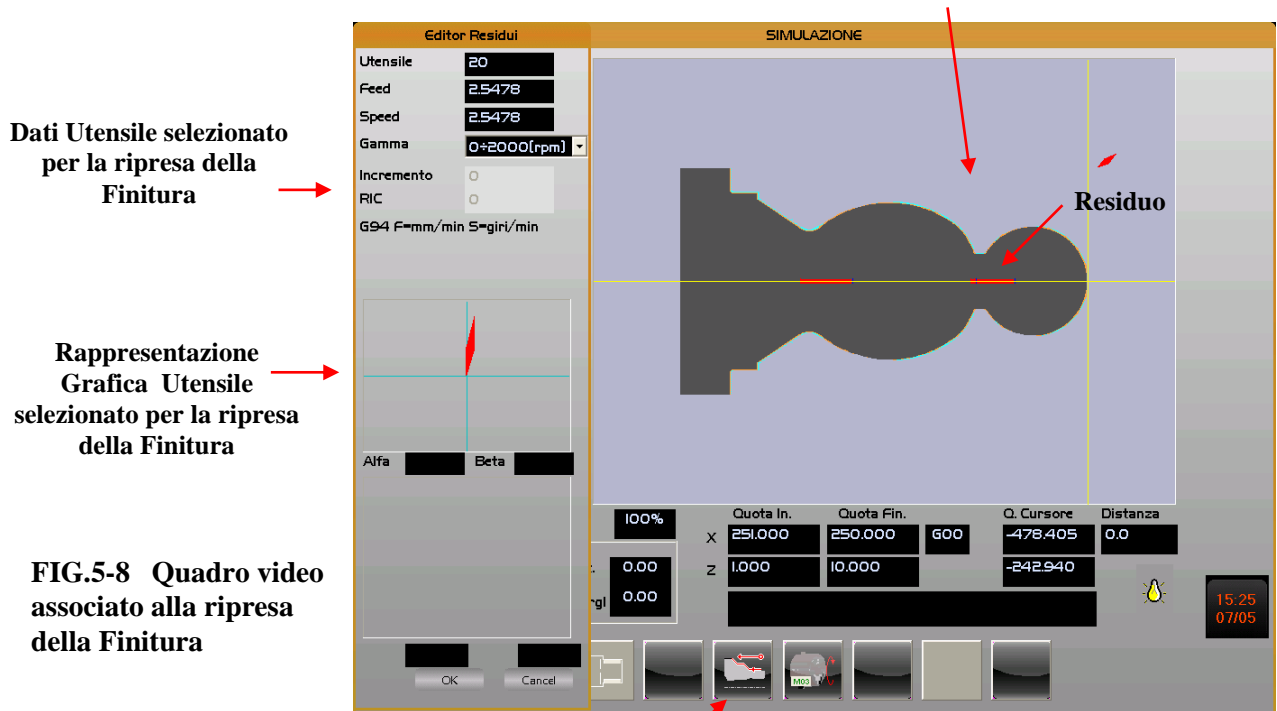 Editor Residui
SIMULAZIONE
Utensile 20
Feed 2.5478
Speed 2.5478
Gamma 0÷2000[rpm]
Incremento 0
RIC 0
G94 F=mm/min S=giri/min
Dati Utensile selezionato
per la ripresa della
Finitura
Residuo
Rappresentazione
Grafica Utensile
selezionato per la ripresa
della Finitura
Alfa Beta
FIG.5-8 Quadro video
associato alla ripresa
della Finitura
OK Cancel
100%
Quota In. Quota Fin. Q. Cursore Distanza
X 251.000 250.000 G00 -478.405 0.0
Z 1.000 10.000 -242.940
0.00
rgl 0.00
M03
15:25
07/05